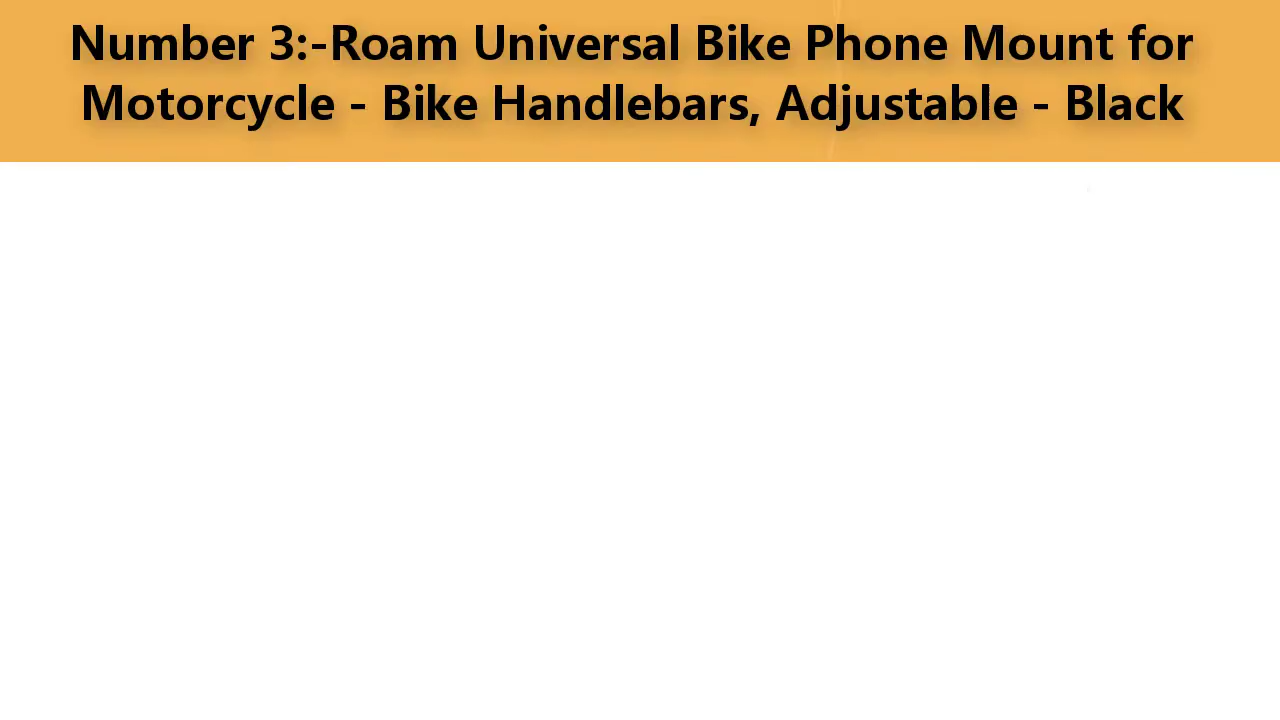 Number 3:-Roam Universal Bike Phone Mount for
Motorcycle - Bike Handlebars, Adjustable - Black